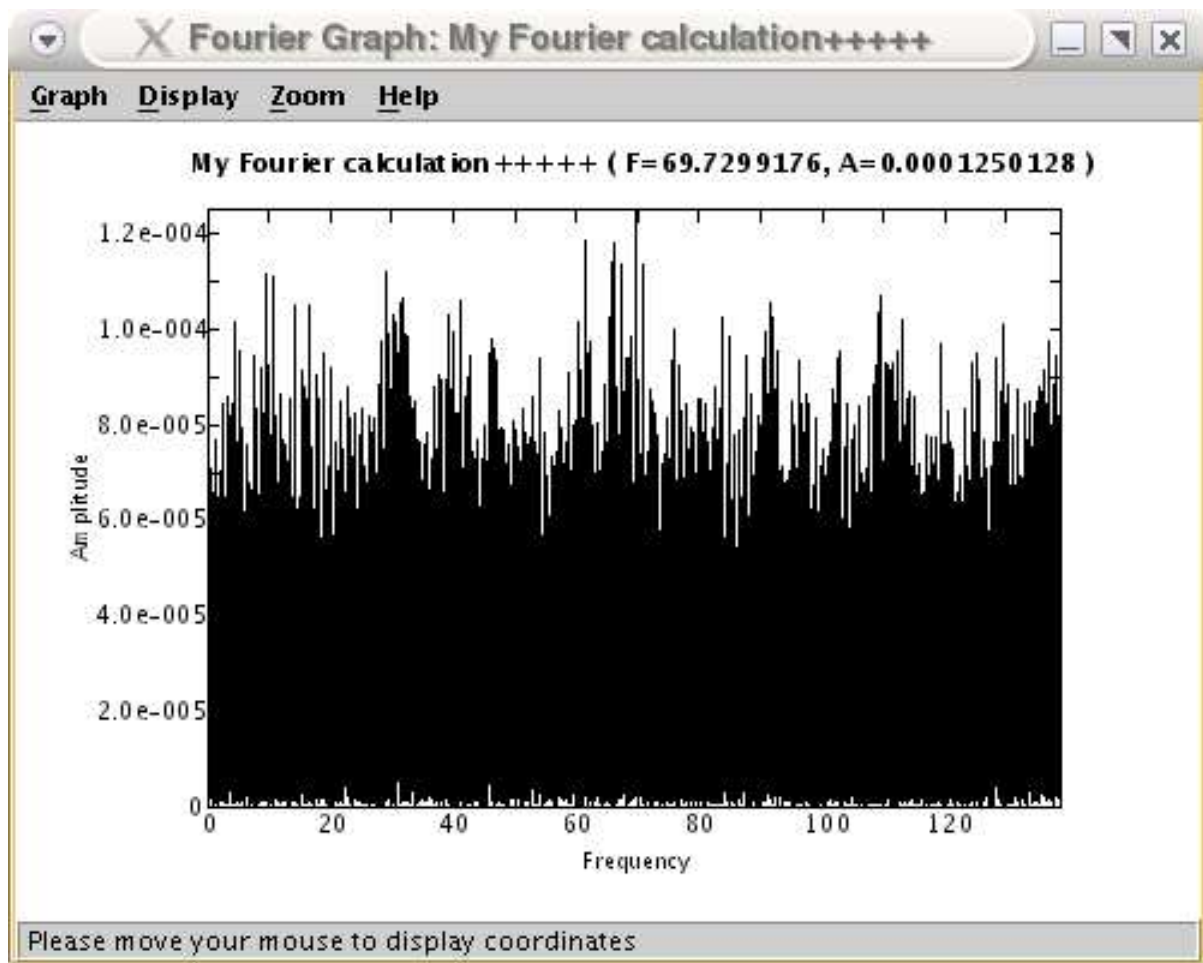 Fourier Graph: My Fourier calculation+++++
Graph Display Zoom Help
My Fourier calculation +++++ ( F=69.7299176, A=0.0001250128 )
1.2e-004
1.0e-004
8.0e-005
6.0e-005
4.0e-005
2.0e-005
0
Amplitude
0 20 40 60 80 100 120
Frequency
Please move your mouse to display coordinates